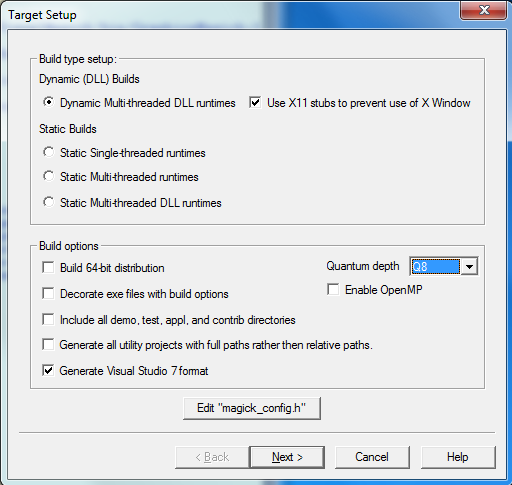 Target Setup
Build type setup:
Dynamic (DLL) Builds
Dynamic Multi-threaded DLL runtimes
Use X11 stubs to prevent use of X Window
Static Builds
Static Single-threaded runtimes
Static Multi-threaded runtimes
Static Multi-threaded DLL runtimes
Build options
Build 64-bit distribution
Quantum depth
Q8
Decorate exe files with build options
Enable OpenMP
Include all demo, test, appl, and contrib directories
Generate all utility projects with full paths rather then relative paths.
Generate Visual Studio 7 format
Edit "magick_config.h"
< Back
Next >
Cancel
Help